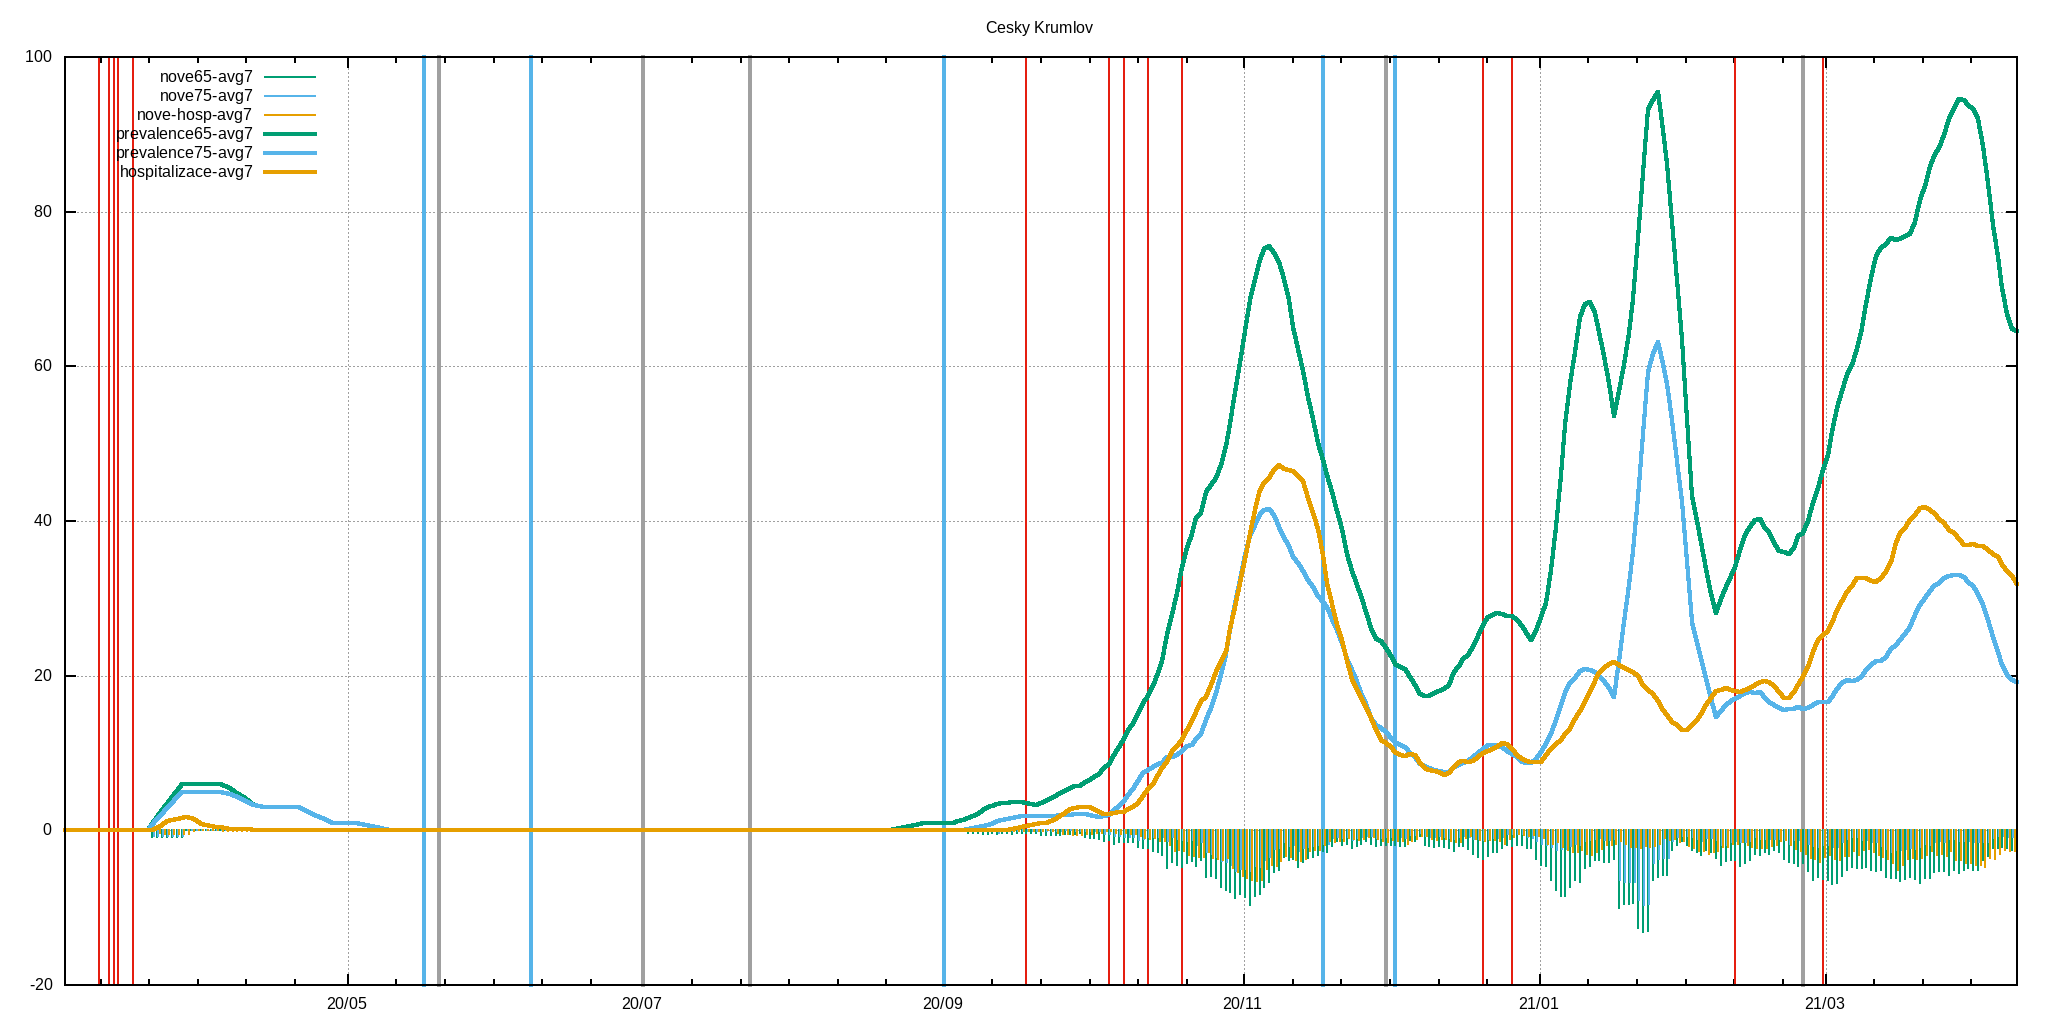 Cesky Krumlov
100
nove65-avg7
nove75-avg7
nove-hosp-avg7
prevalence65-avg7
prevalence75-avg7
hospitalizace-avg7
80
60
40
20
0
-20
20/05 20/07 20/09 20/11 21/01 21/03